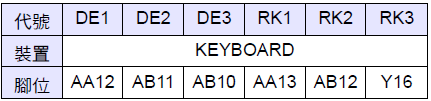 代號 DE1 DE2 DE3 RK1 RK2 RK3
裝置 KEYBOARD
腳位 AA12 AB11 AB10 AA13 AB12 Y16